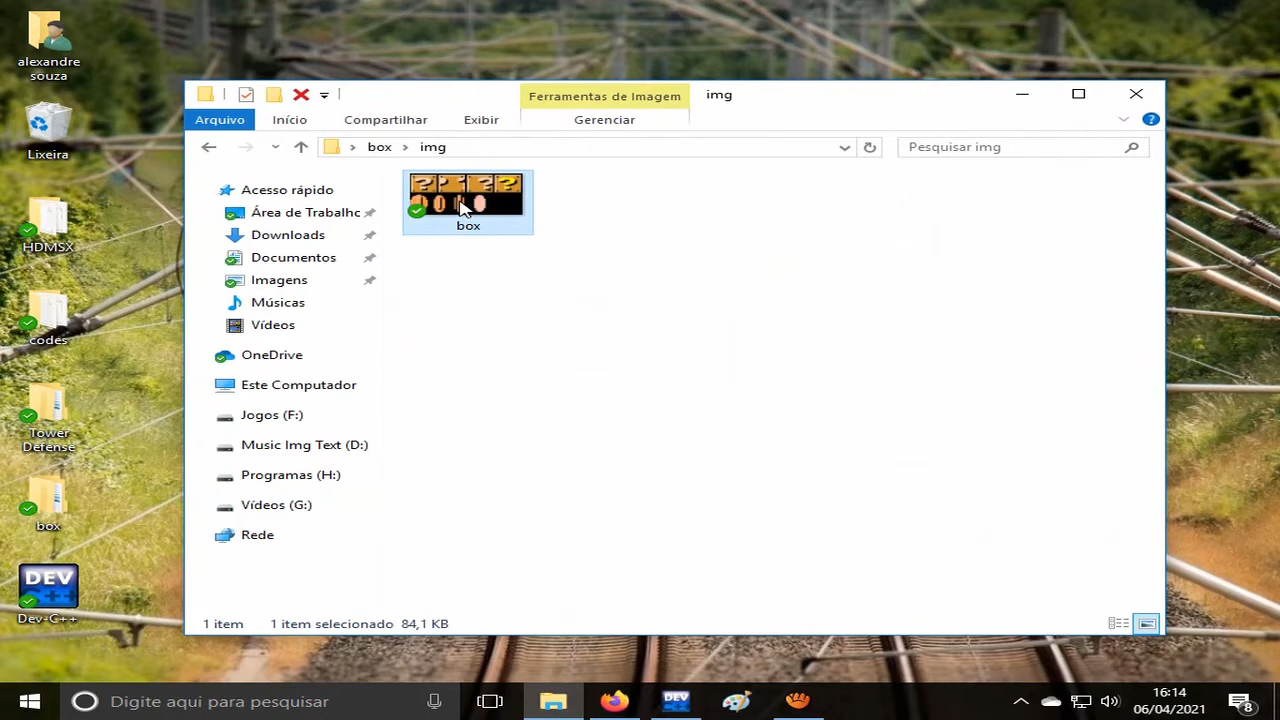 alexandre
souza
Lixeira
HDMSX
codes
Tower
Defense
box
DEV
C++
Dev-C++
Ferramentas de Imagem
img
Arquivo
Início
Compartilhar
Exibir
Gerenciar
box
img
Pesquisar img
Acesso rápido
Área de Trabalho
Downloads
Documentos
Imagens
Músicas
Vídeos
OneDrive
Este Computador
Jogos (F:)
Music Img Text (D:)
Programas (H:)
Vídeos (G:)
Rede
box
1 item
1 item selecionado 84,1 KB
Digite aqui para pesquisar
DEV
16:14
06/04/2021
8